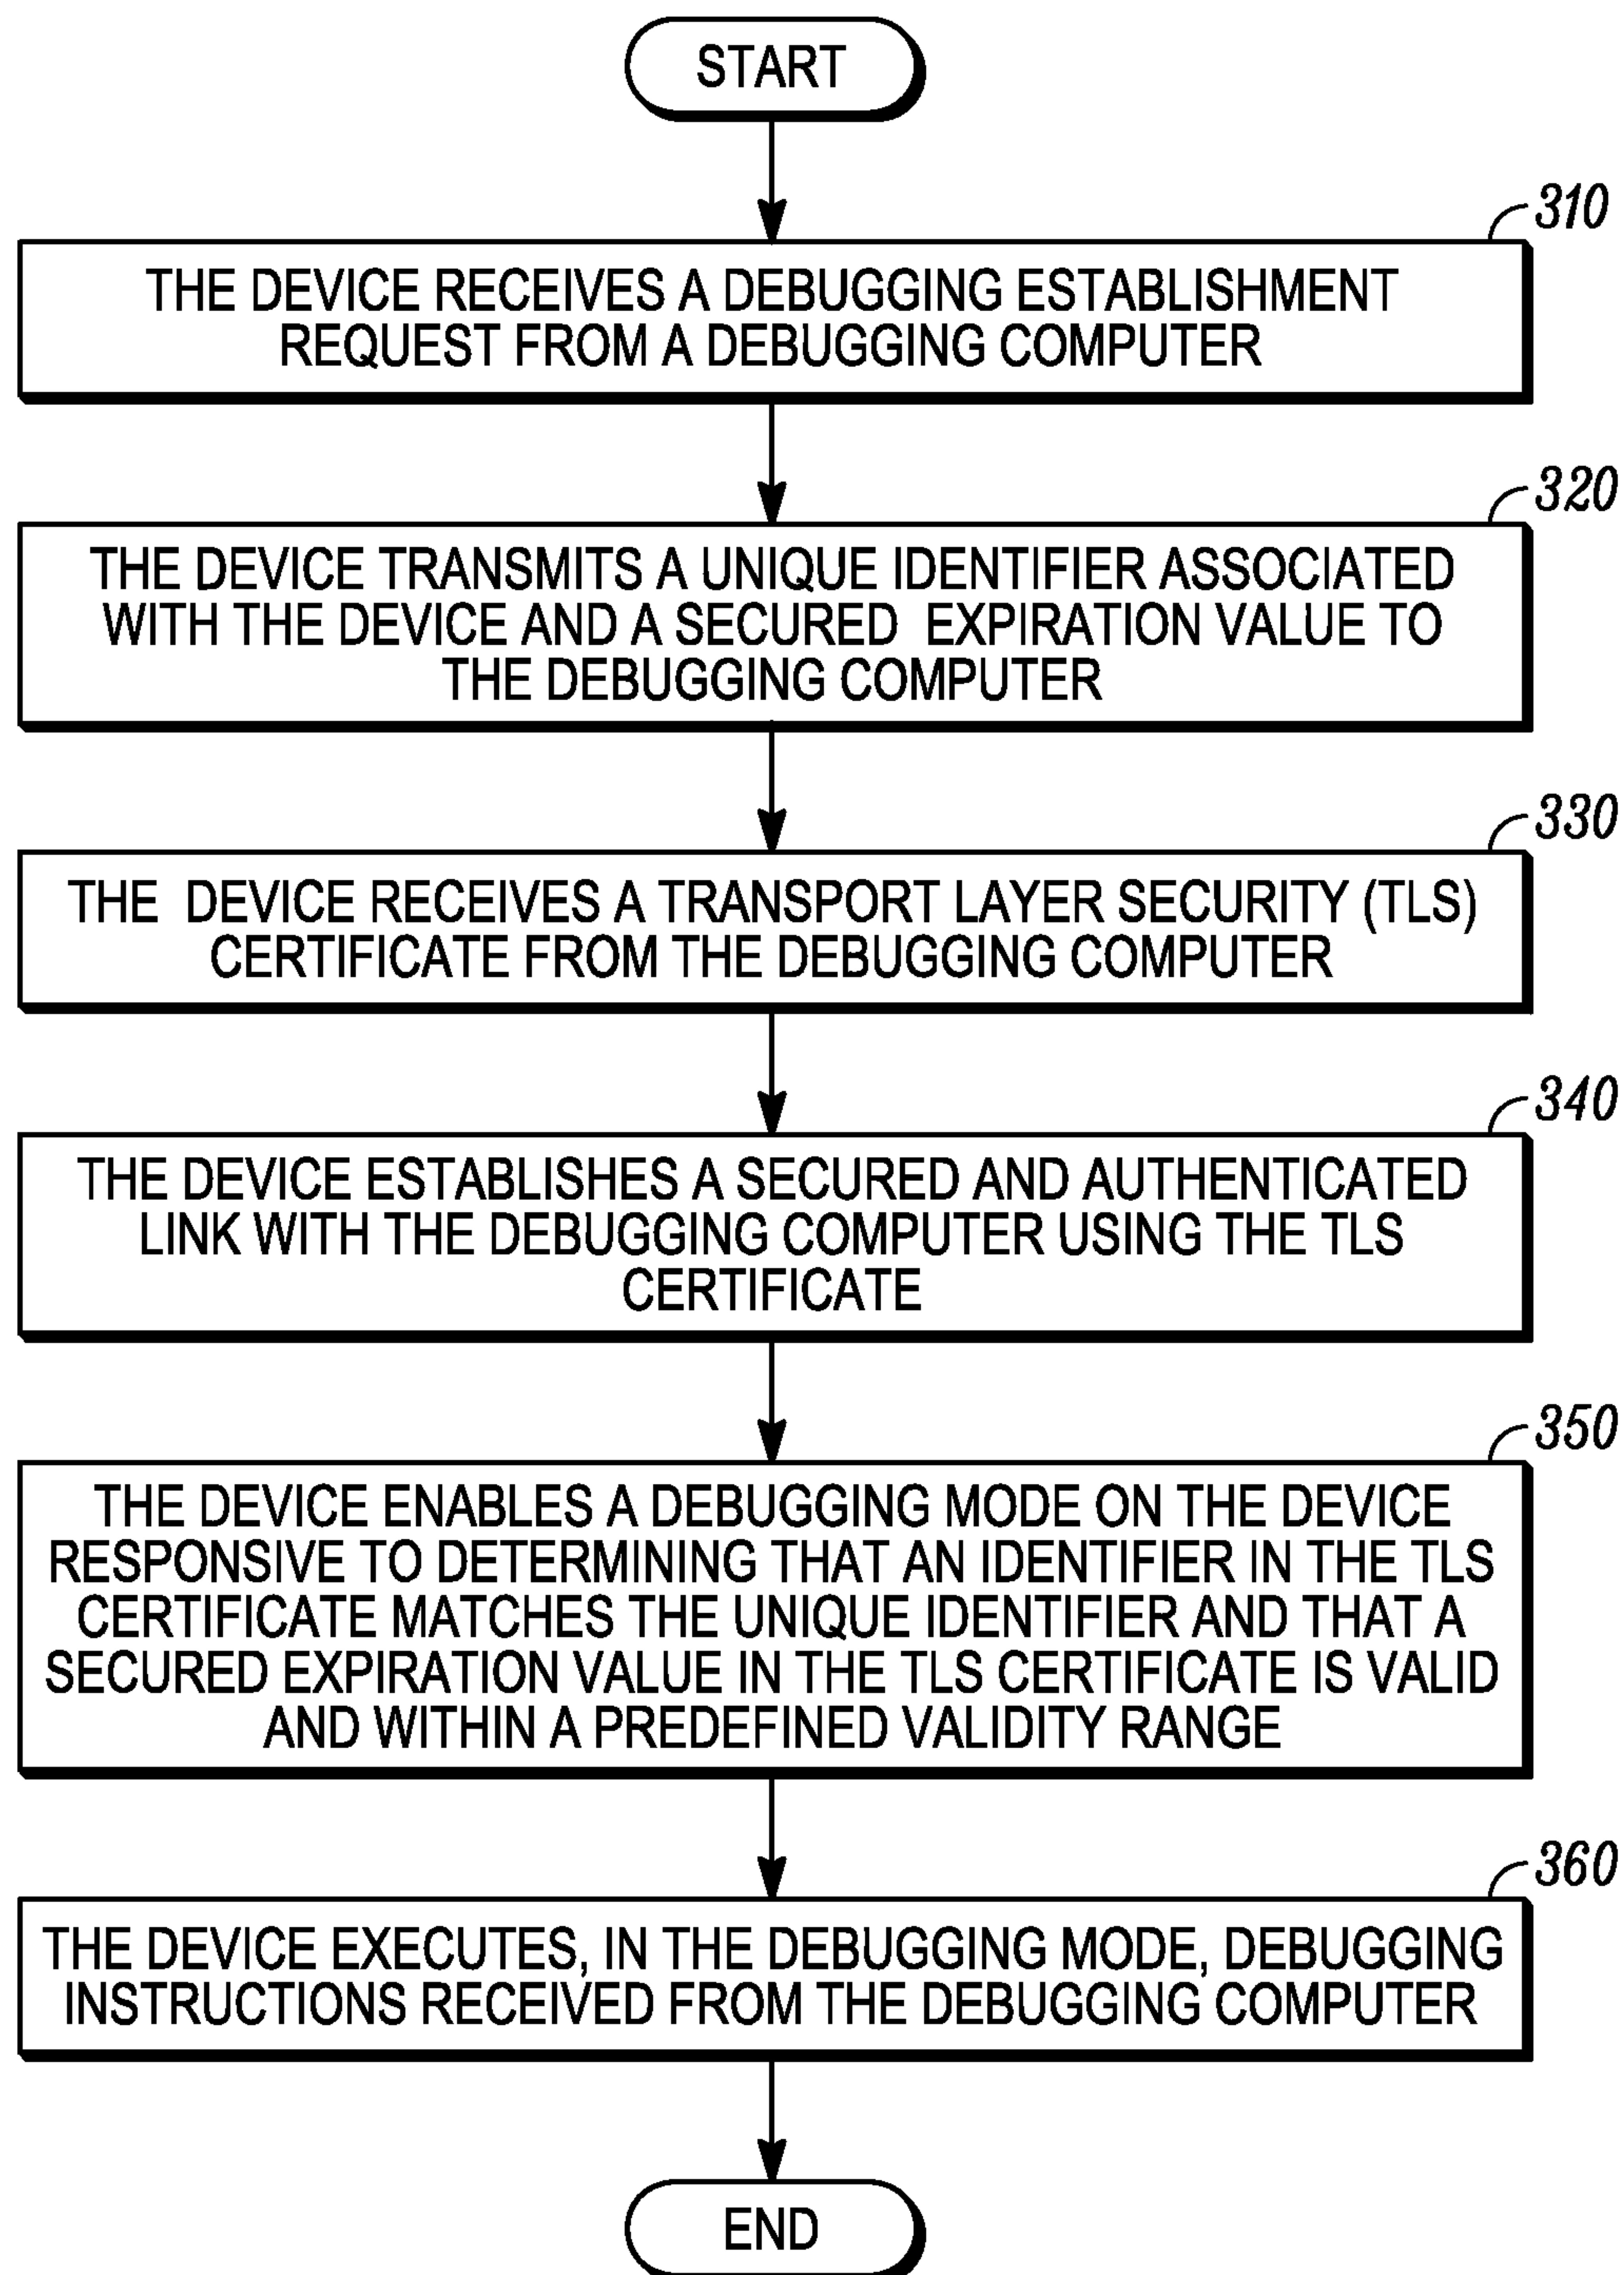 START
310
THE DEVICE RECEIVES A DEBUGGING ESTABLISHMENT
REQUEST FROM A DEBUGGING COMPUTER
320
THE DEVICE TRANSMITS A UNIQUE IDENTIFIER ASSOCIATED
WITH THE DEVICE AND A SECURED EXPIRATION VALUE TO
THE DEBUGGING COMPUTER
330
THE DEVICE RECEIVES A TRANSPORT LAYER SECURITY (TLS)
CERTIFICATE FROM THE DEBUGGING COMPUTER
340
THE DEVICE ESTABLISHES A SECURED AND AUTHENTICATED
LINK WITH THE DEBUGGING COMPUTER USING THE TLS
CERTIFICATE
350
THE DEVICE ENABLES A DEBUGGING MODE ON THE DEVICE
RESPONSIVE TO DETERMINING THAT AN IDENTIFIER IN THE TLS
CERTIFICATE MATCHES THE UNIQUE IDENTIFIER AND THAT A
SECURED EXPIRATION VALUE IN THE TLS CERTIFICATE IS VALID
AND WITHIN A PREDEFINED VALIDITY RANGE
360
THE DEVICE EXECUTES, IN THE DEBUGGING MODE, DEBUGGING
INSTRUCTIONS RECEIVED FROM THE DEBUGGING COMPUTER
END